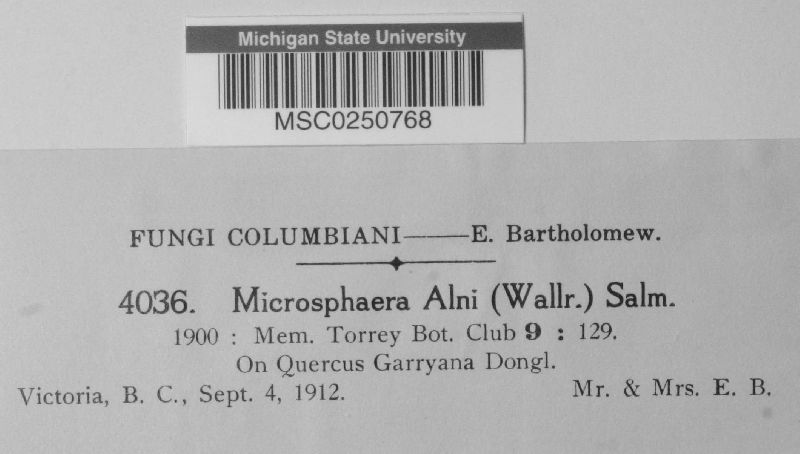 Michigan State University
MSC0250768
FUNGI COLUMBIANI——E. Bartholomew.
4036. Microsphaera Alni (Wallr.) Salm.
1900 : Mem. Torrey Bot. Club 9 : 129.
On Quercus Garryana Dongl.
Victoria, B. C., Sept. 4, 1912. Mr. & Mrs. E. B.